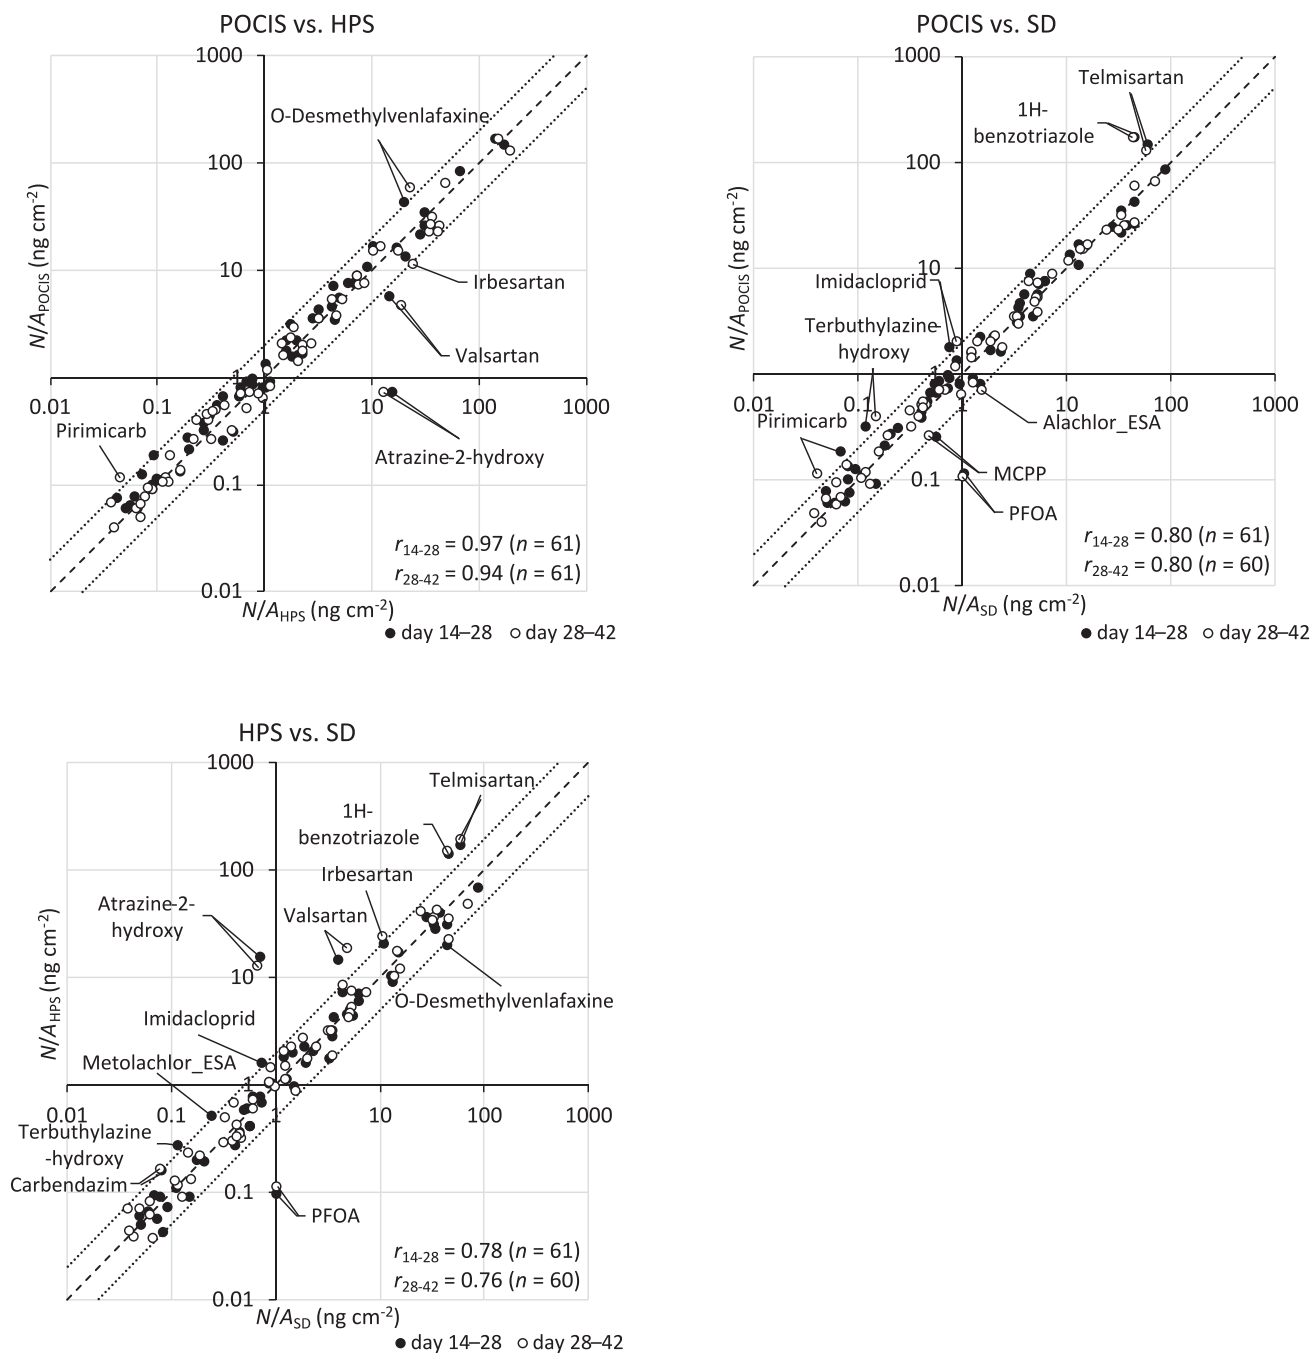 POCIS vs. HPS
1000
100
10
1
0.1
0.01
0.01
0.1
10
100
1000
N/A_POCIS (ng cm⁻²)
O-Desmethylvenlafaxine
Irbesartan
Valsartan
Pirimicarb
Atrazine-2-hydroxy
r₁₄₋₂₈ = 0.97 (n = 61)
r₂₈₋₄₂ = 0.94 (n = 61)
N/A_HPS (ng cm⁻²)
● day 14–28 ○ day 28–42
POCIS vs. SD
1000
100
10
1
0.1
0.01
0.01
0.1
1
10
100
1000
N/A_POCIS (ng cm⁻²)
Telmisartan
1H-
benzotriazole
Imidacloprid
Terbuthylazine-
hydroxy
Pirimicarb
Alachlor_ESA
MCPP
PFOA
r₁₄₋₂₈ = 0.80 (n = 61)
r₂₈₋₄₂ = 0.80 (n = 60)
N/A_SD (ng cm⁻²)
● day 14–28 ○ day 28–42
HPS vs. SD
1000
100
10
1
0.1
0.01
0.01
0.1
1
10
100
1000
N/A_HPS (ng cm⁻²)
Telmisartan
1H-
benzotriazole
Irbesartan
Atrazine-2-
hydroxy
Valsartan
O-Desmethylvenlafaxine
Imidacloprid
Metolachlor_ESA
Terbuthylazine
-hydroxy
Carbendazim
PFOA
r₁₄₋₂₈ = 0.78 (n = 61)
r₂₈₋₄₂ = 0.76 (n = 60)
N/A_SD (ng cm⁻²)
● day 14–28 ○ day 28–42